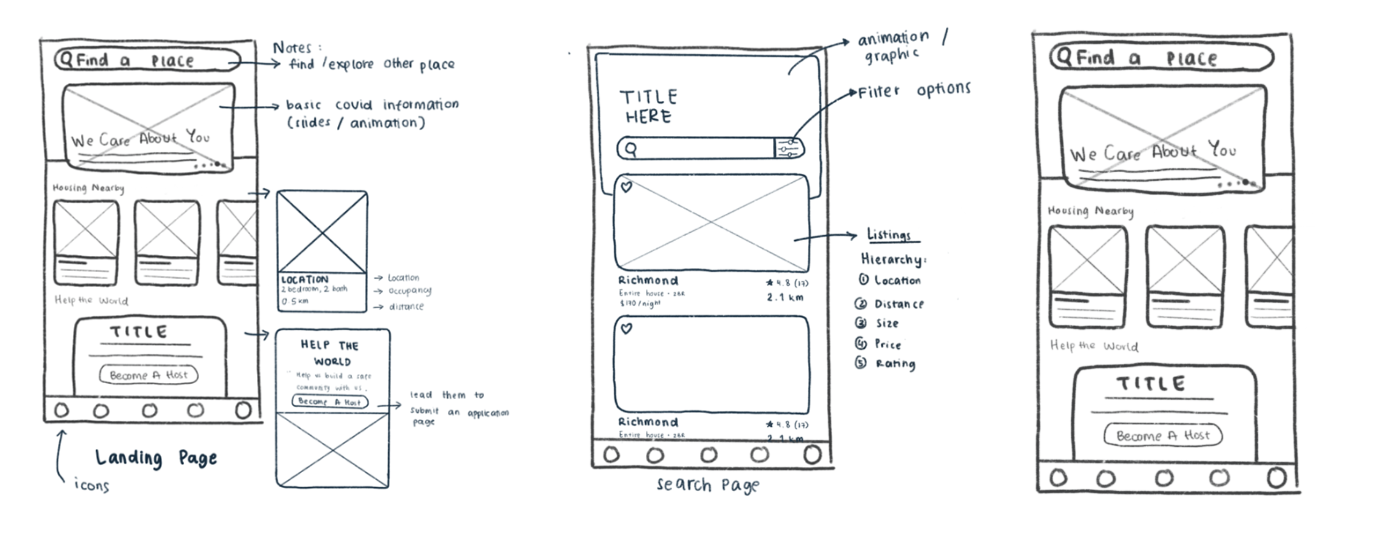 Find a Place
We Care About You
Housing Nearby
Help the World
TITLE
Become A Host
Landing Page
icons
Notes:
find /explore other place
basic covid information
(slides / animation)
LOCATION
2 bedroom, 2 bath
0.5 km
→ Location
→ Occupancy
→ distance
HELP THE
WORLD
Help us build a safe
community with us.
Become A Host
lead them to
submit an application
page
TITLE
HERE
Richmond
★ 4.8 (17)
Entire house ·
2.1 km
$190/night
Richmond
★ 4.8 (17)
Entire house ·
2.1 km
search Page
animation /
graphic
Filter options
Listings
Hierarchy:
① Location
② Distance
③ Size
④ Price
⑤ Rating
Find a Place
We Care About You
Housing Nearby
Help the World
TITLE
Become A Host